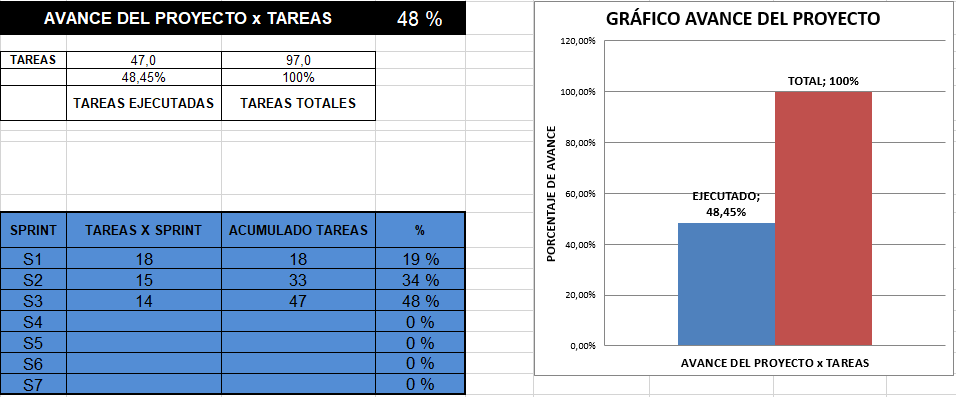 AVANCE DEL PROYECTO x TAREAS 48 %
TAREAS 47,0 97,0
48,45% 100%
TAREAS EJECUTADAS TAREAS TOTALES
SPRINT TAREAS X SPRINT ACUMULADO TAREAS %
S1 18 18 19 %
S2 15 33 34 %
S3 14 47 48 %
S4 0 %
S5 0 %
S6 0 %
S7 0 %
GRÁFICO AVANCE DEL PROYECTO
PORCENTAJE DE AVANCE
120,00%
100,00%
80,00%
60,00%
40,00%
20,00%
0,00%
TOTAL; 100%
EJECUTADO;
48,45%
AVANCE DEL PROYECTO x TAREAS